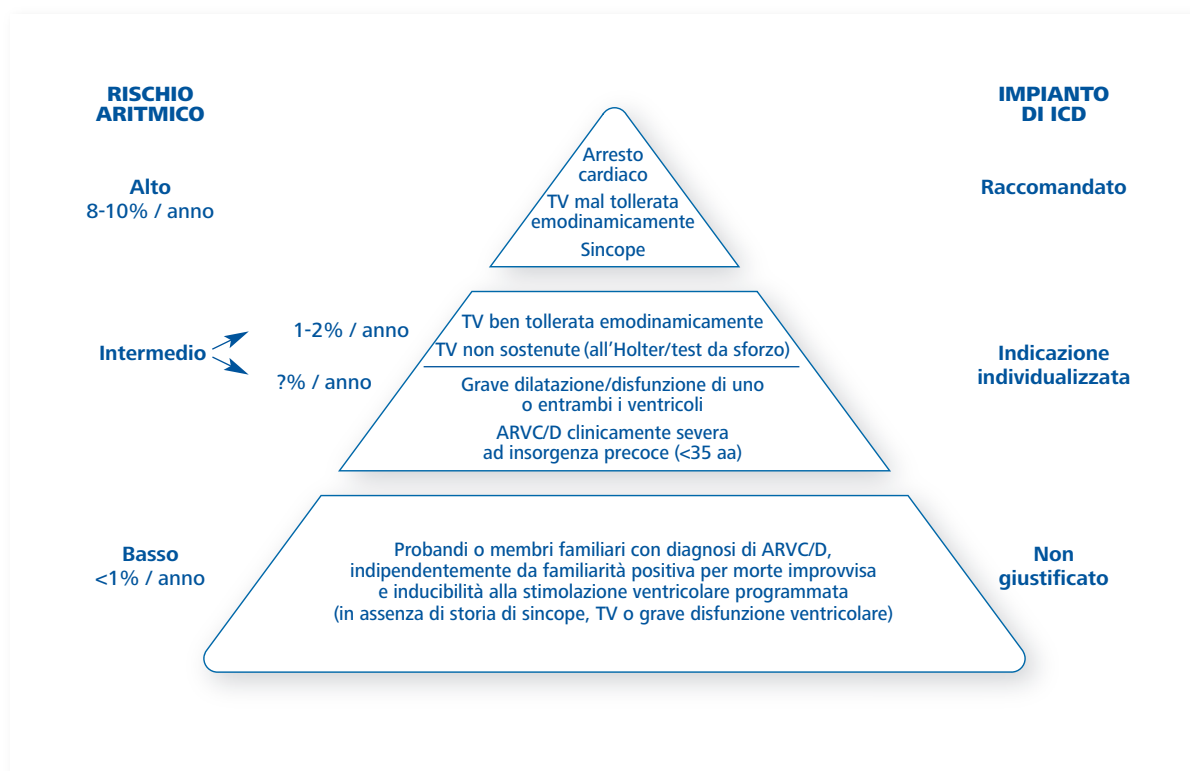 RISCHIO
ARITMICO
IMPIANTO
DI ICD
Alto
8-10% / anno
Arresto
cardiaco
TV mal tollerata
emodinamicamente
Sincope
Raccomandato
Intermedio
1-2% / anno
?% / anno
TV ben tollerata emodinamicamente
TV non sostenute (all'Holter/test da sforzo)
Grave dilatazione/disfunzione di uno
o entrambi i ventricoli
ARVC/D clinicamente severa
ad insorgenza precoce (<35 aa)
Indicazione
individualizzata
Basso
<1% / anno
Probandi o membri familiari con diagnosi di ARVC/D,
indipendentemente da familiarità positiva per morte improvvisa
e inducibilità alla stimolazione ventricolare programmata
(in assenza di storia di sincope, TV o grave disfunzione ventricolare)
Non
giustificato